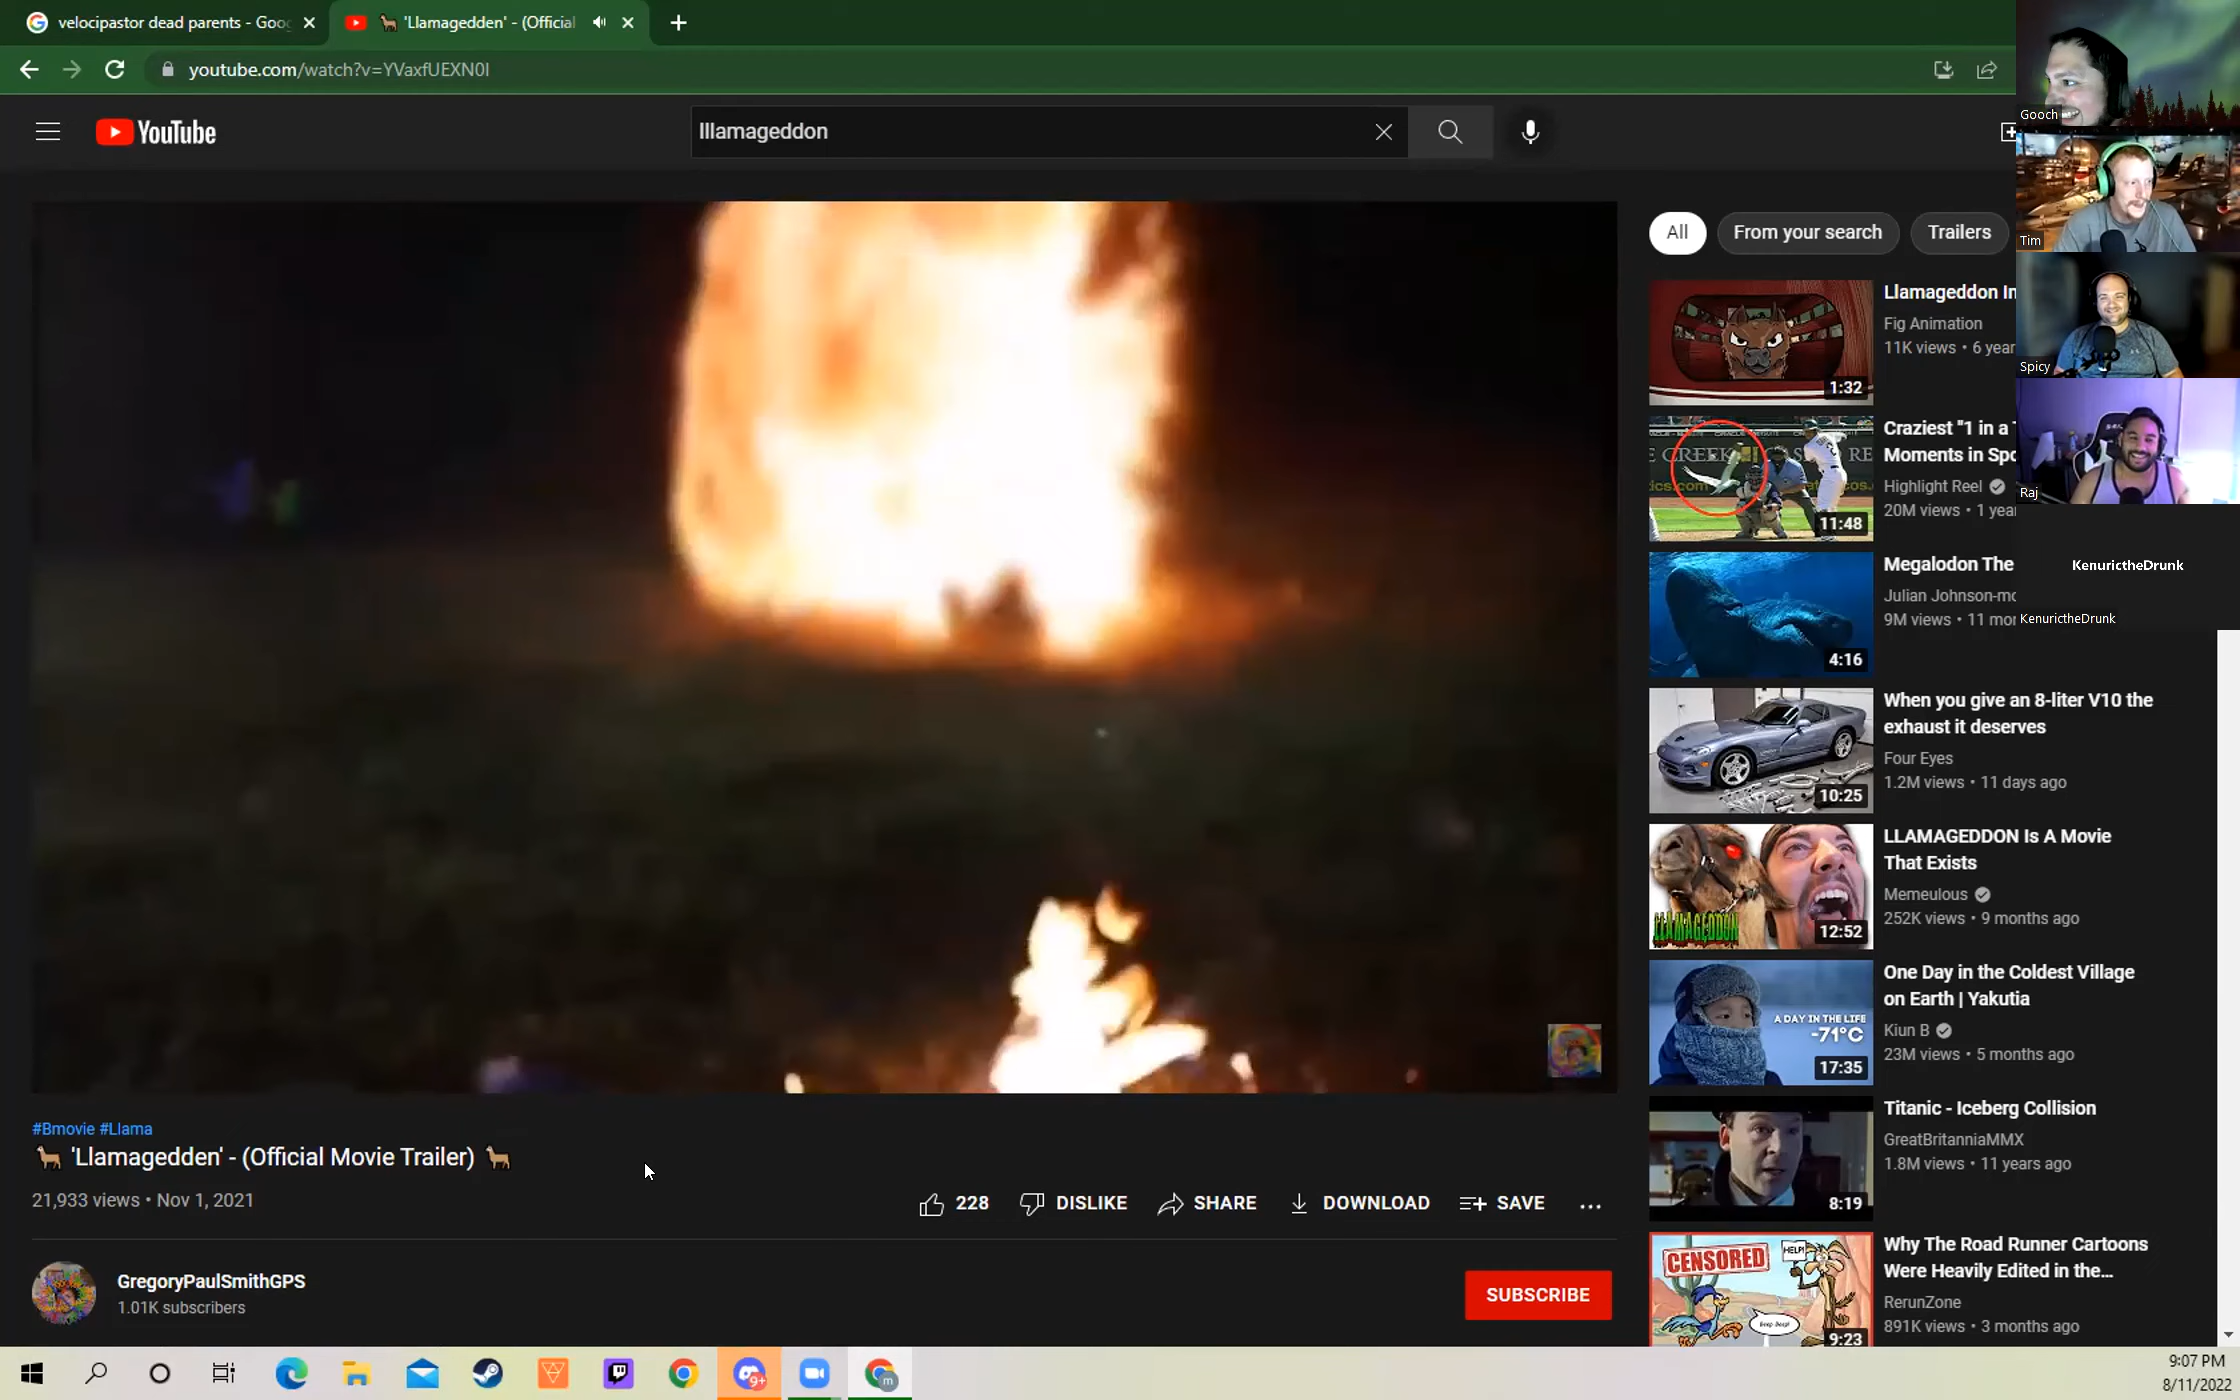 velocipastor dead parents - Goo
'Llamagedden' - (Official
youtube.com/watch?v=YVaxfUEXN0I
YouTube
lllamageddon
All
From your search
Trailers
Gooch
Tim
Spicy
Raj
KenurictheDrunk
KenurictheDrunk
1:32
Llamageddon In
Fig Animation
11K views • 6 year
11:48
Craziest "1 in a
Moments in Spo
Highlight Reel
20M views • 1 yea
4:16
Megalodon The
Julian Johnson-mo
9M views • 11 mor
10:25
When you give an 8-liter V10 the
exhaust it deserves
Four Eyes
1.2M views • 11 days ago
LLAMAGEDDON
12:52
LLAMAGEDDON Is A Movie
That Exists
Memeulous
252K views • 9 months ago
A DAY IN THE LIFE
-71°C
17:35
One Day in the Coldest Village
on Earth | Yakutia
Kiun B
23M views • 5 months ago
8:19
Titanic - Iceberg Collision
GreatBritanniaMMX
1.8M views • 11 years ago
CENSORED
HELP!
Beep Beep!
9:23
Why The Road Runner Cartoons
Were Heavily Edited in the...
RerunZone
891K views • 3 months ago
#Bmovie #Llama
'Llamagedden' - (Official Movie Trailer)
21,933 views • Nov 1, 2021
228
DISLIKE
SHARE
DOWNLOAD
SAVE
GregoryPaulSmithGPS
1.01K subscribers
SUBSCRIBE
9+
m
9:07 PM
8/11/2022